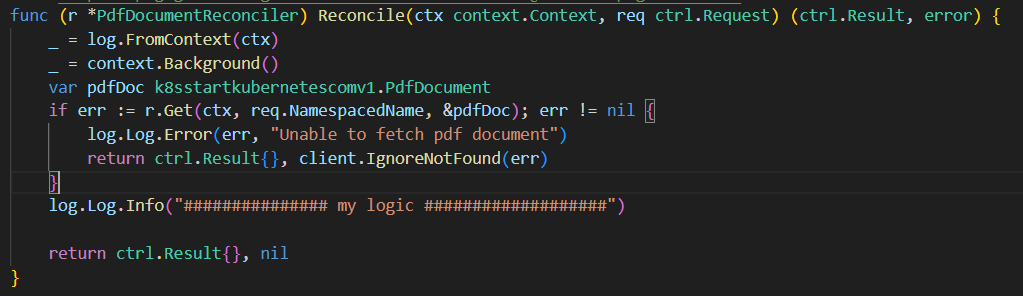 func (r *PdfDocumentReconciler) Reconcile(ctx context.Context, req ctrl.Request) (ctrl.Result, error) {
    _ = log.FromContext(ctx)
    _ = context.Background()
    var pdfDoc k8sstartkubernetescomv1.PdfDocument
    if err := r.Get(ctx, req.NamespacedName, &pdfDoc); err != nil {
        log.Log.Error(err, "Unable to fetch pdf document")
        return ctrl.Result{}, client.IgnoreNotFound(err)
    }
    log.Log.Info("############### my logic ###################")

    return ctrl.Result{}, nil
}